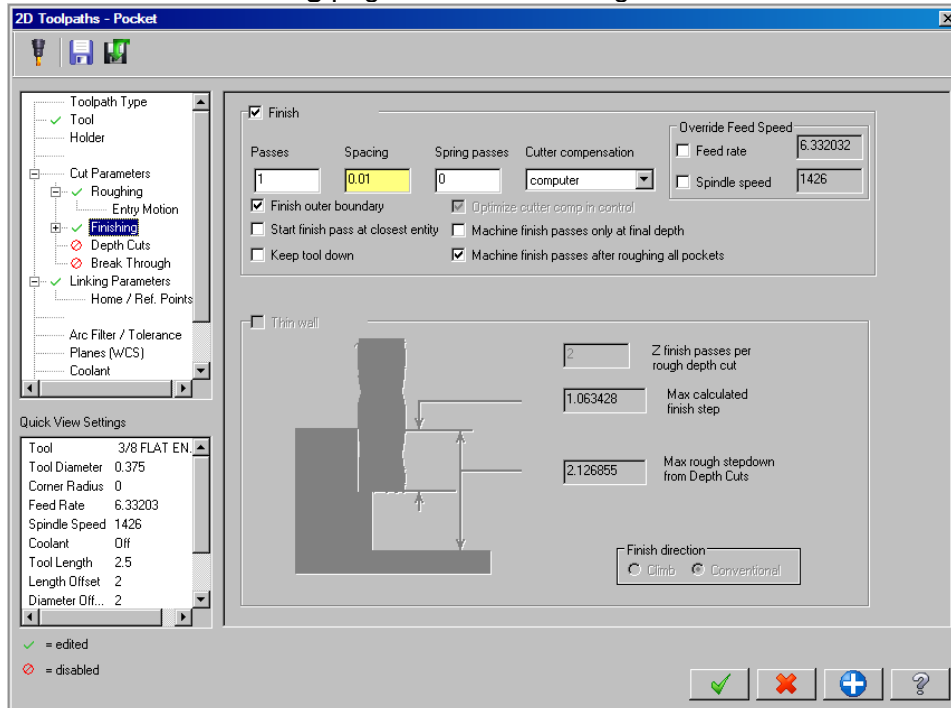 2D Toolpaths - Pocket
Toolpath Type
Tool
Holder
Cut Parameters
Roughing
Entry Motion
Finishing
Depth Cuts
Break Through
Linking Parameters
Home / Ref. Points
Arc Filter / Tolerance
Planes (WCS)
Coolant
Quick View Settings
Tool 3/8 FLAT EN.
Tool Diameter 0.375
Corner Radius 0
Feed Rate 6.33203
Spindle Speed 1426
Coolant Off
Tool Length 2.5
Length Offset 2
Diameter Off... 2
= edited
= disabled
Finish
Passes Spacing Spring passes Cutter compensation
1 0.01 0 computer
Override Feed Speed
Feed rate 6.332032
Spindle speed 1426
Finish outer boundary Optimize cutter comp in control
Start finish pass at closest entity Machine finish passes only at final depth
Keep tool down Machine finish passes after roughing all pockets
Thin wall
2 Z finish passes per
rough depth cut
1.063428 Max calculated
finish step
2.126855 Max rough stepdown
from Depth Cuts
Finish direction
Climb Conventional